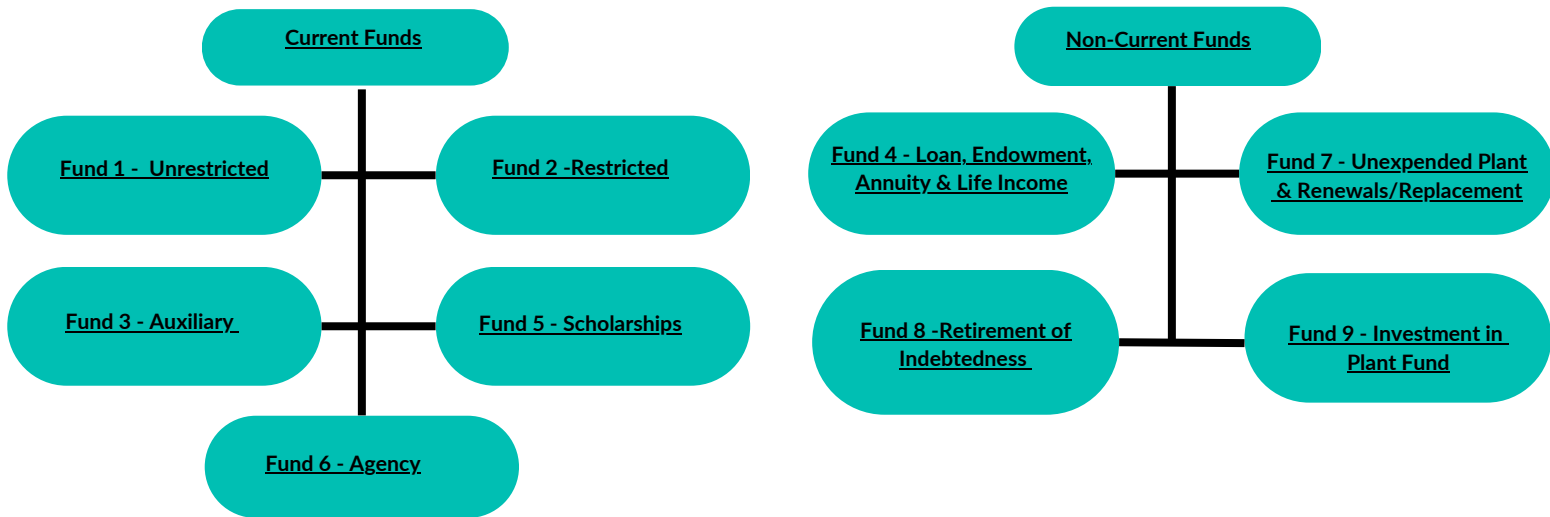 Current Funds
Fund 1 - Unrestricted
Fund 2 -Restricted
Fund 3 - Auxiliary
Fund 5 - Scholarships
Fund 6 - Agency
Non-Current Funds
Fund 4 - Loan, Endowment,
Annuity & Life Income
Fund 7 - Unexpended Plant
& Renewals/Replacement
Fund 8 -Retirement of
Indebtedness
Fund 9 - Investment in
Plant Fund